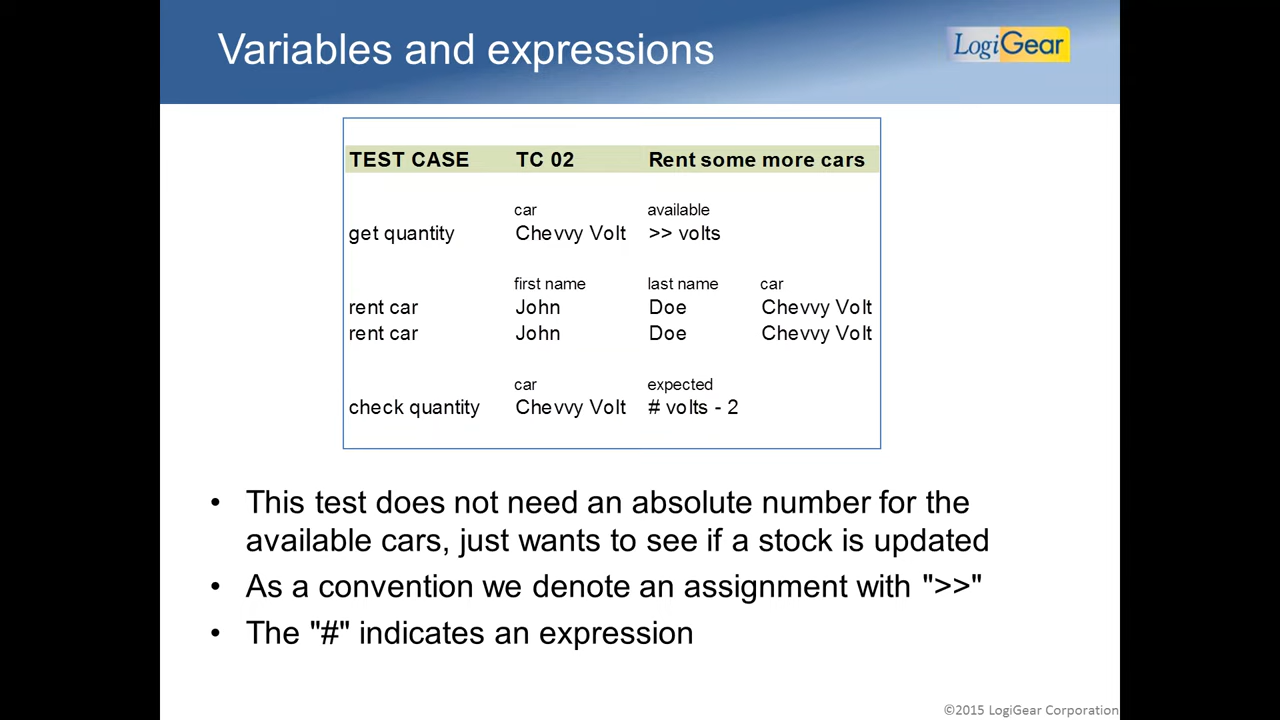 Variables and expressions
LogiGear
TEST CASE TC 02 Rent some more cars
car available
get quantity Chevvy Volt >> volts
first name last name car
rent car John Doe Chevvy Volt
rent car John Doe Chevvy Volt
car expected
check quantity Chevvy Volt # volts - 2
• This test does not need an absolute number for the
available cars, just wants to see if a stock is updated
• As a convention we denote an assignment with ">>"
• The "#" indicates an expression
©2015 LogiGear Corporation